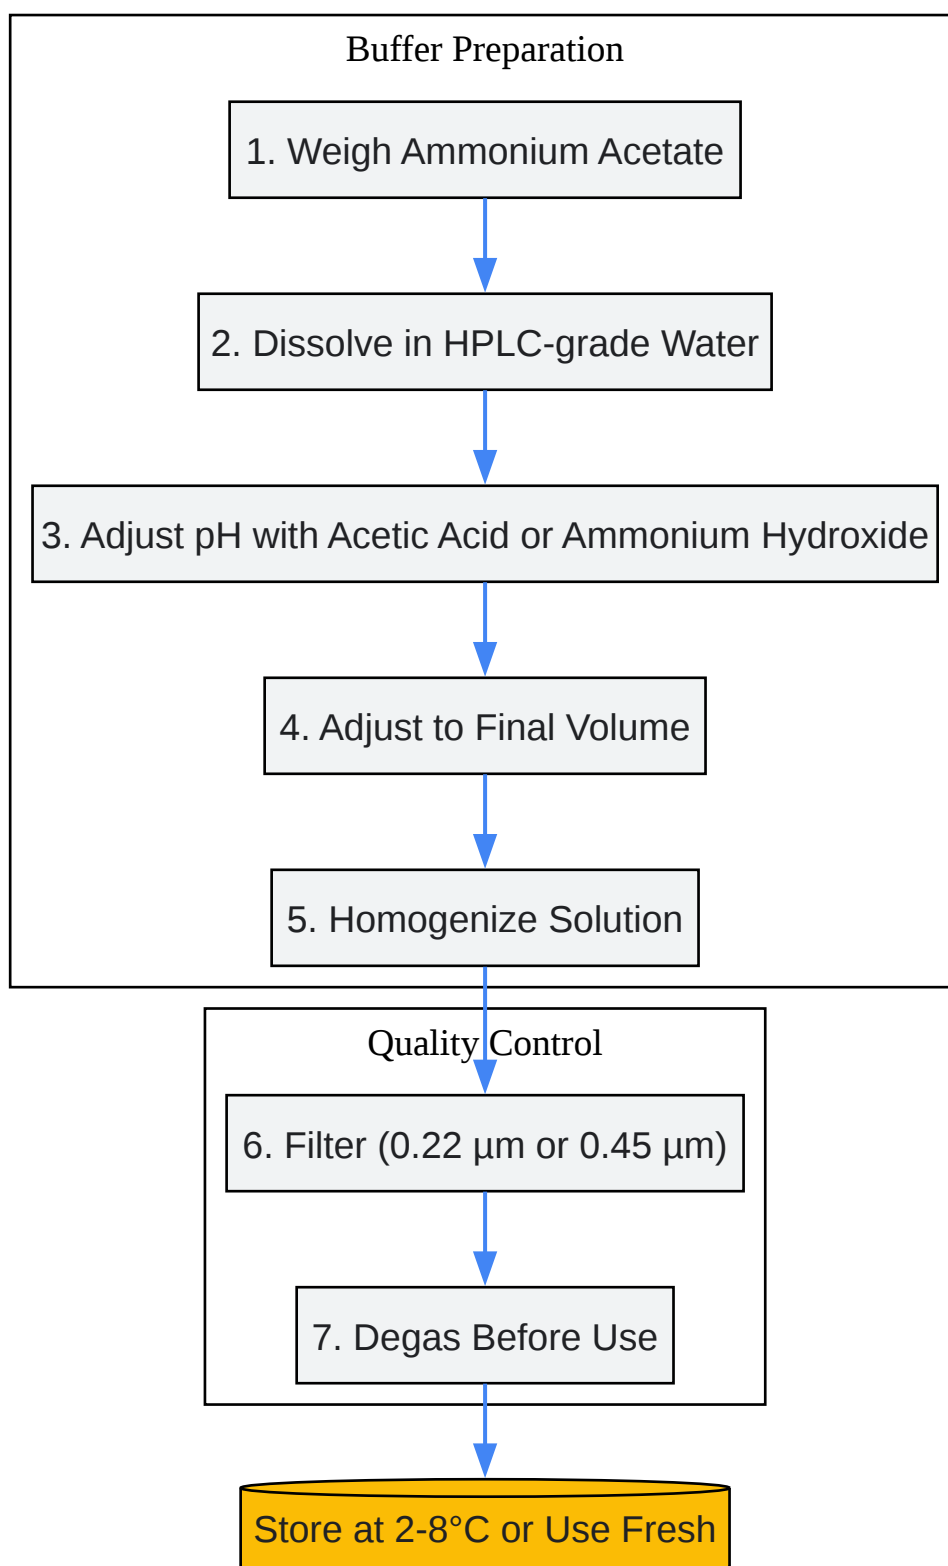 Buffer Preparation
1. Weigh Ammonium Acetate
2. Dissolve in HPLC-grade Water
3. Adjust pH with Acetic Acid or Ammonium Hydroxide
4. Adjust to Final Volume
5. Homogenize Solution
Quality Control
6. Filter (0.22 µm or 0.45 µm)
7. Degas Before Use
Store at 2-8°C or Use Fresh